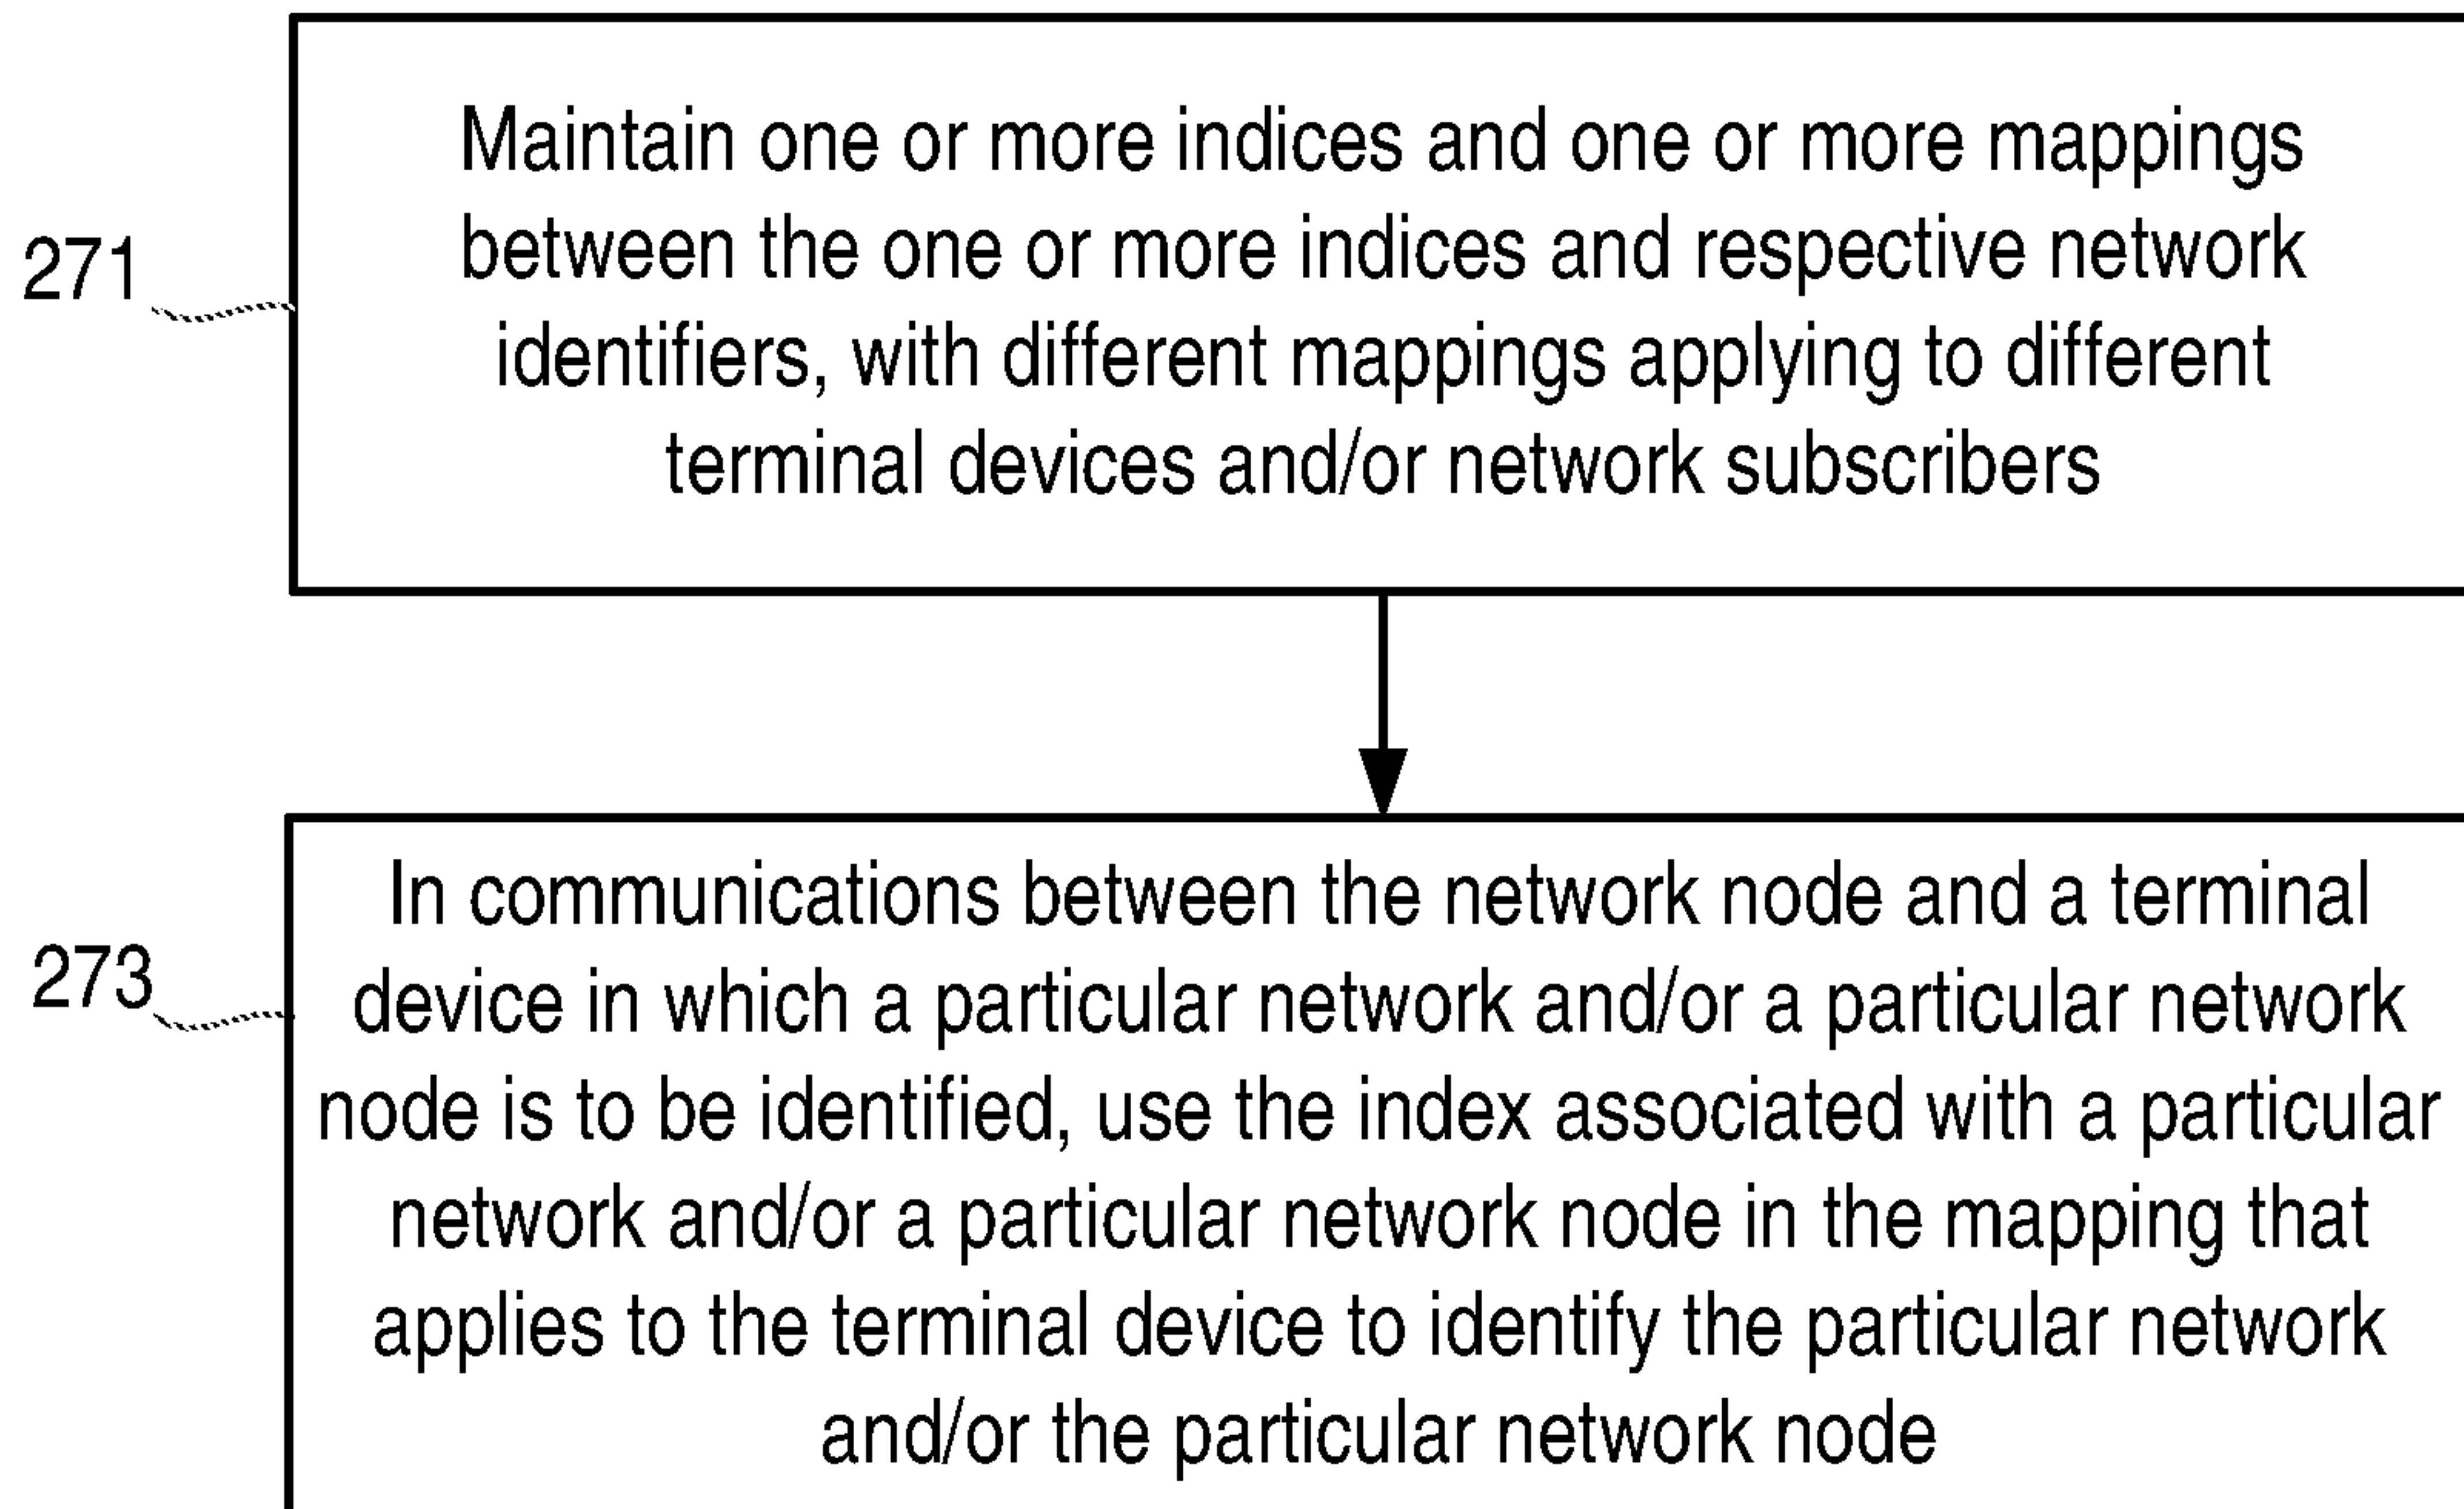 271
Maintain one or more indices and one or more mappings
between the one or more indices and respective network
identifiers, with different mappings applying to different
terminal devices and/or network subscribers
273
In communications between the network node and a terminal
device in which a particular network and/or a particular network
node is to be identified, use the index associated with a particular
network and/or a particular network node in the mapping that
applies to the terminal device to identify the particular network
and/or the particular network node